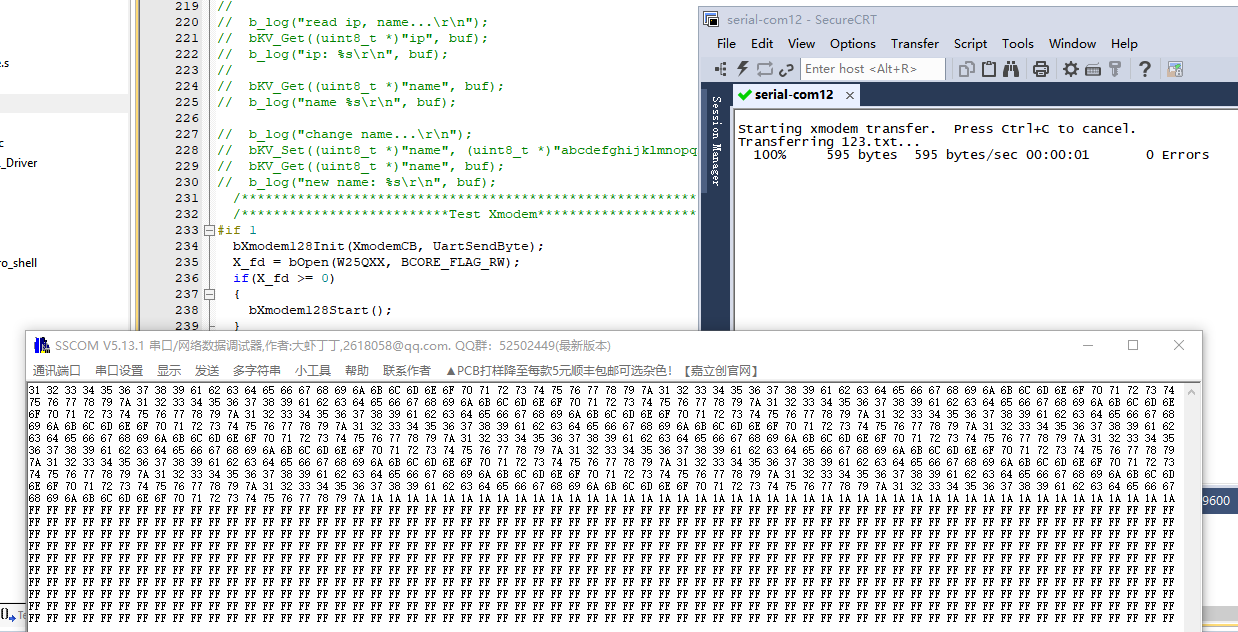 219 //
220 //  b_log("read ip, name...\r\n");
221 //  bKV_Get((uint8_t *)"ip", buf);
222 //  b_log("ip: %s\r\n", buf);
223 //
224 //  bKV_Get((uint8_t *)"name", buf);
225 //  b_log("name %s\r\n", buf);
226
227 //  b_log("change name...\r\n");
228 //  bKV_Set((uint8_t *)"name", (uint8_t *)"abcdefghijklmnopq
229 //  bKV_Get((uint8_t *)"name", buf);
230 //  b_log("new name: %s\r\n", buf);
231   /*********************************************************
232   /**************************Test Xmodem********************
233 #if 1
234   bXmodem128Init(XmodemCB, UartSendByte);
235   X_fd = bOpen(W25QXX, BCORE_FLAG_RW);
236   if(X_fd >= 0)
237   {
238     bXmodem128Start();
239   }
e.s
c
_Driver
ro_shell
serial-com12 - SecureCRT
File Edit View Options Transfer Script Tools Window Help
Enter host <Alt+R>
Session Manager
serial-com12 ×
Starting xmodem transfer.  Press Ctrl+C to cancel.
Transferring 123.txt...
100%     595 bytes  595 bytes/sec 00:00:01       0 Errors
9600
SSCOM V5.13.1 串口/网络数据调试器,作者:大虾丁丁,2618058@qq.com. QQ群：52502449(最新版本)
通讯端口 串口设置 显示 发送 多字符串 小工具 帮助 联系作者 ▲PCB打样降至每款5元顺丰包邮可选杂色！【嘉立创官网】
31 32 33 34 35 36 37 38 39 61 62 63 64 65 66 67 68 69 6A 6B 6C 6D 6E 6F 70 71 72 73 74 75 76 77 78 79 7A 31 32 33 34 35 36 37 38 39 61 62 63 64 65 66 67 68 69 6A 6B 6C 6D 6E 6F 70 71 72 73 74
75 76 77 78 79 7A 31 32 33 34 35 36 37 38 39 61 62 63 64 65 66 67 68 69 6A 6B 6C 6D 6E 6F 70 71 72 73 74 75 76 77 78 79 7A 31 32 33 34 35 36 37 38 39 61 62 63 64 65 66 67 68 69 6A 6B 6C 6D 6E
6F 70 71 72 73 74 75 76 77 78 79 7A 31 32 33 34 35 36 37 38 39 61 62 63 64 65 66 67 68 69 6A 6B 6C 6D 6E 6F 70 71 72 73 74 75 76 77 78 79 7A 31 32 33 34 35 36 37 38 39 61 62 63 64 65 66 67 68
69 6A 6B 6C 6D 6E 6F 70 71 72 73 74 75 76 77 78 79 7A 31 32 33 34 35 36 37 38 39 61 62 63 64 65 66 67 68 69 6A 6B 6C 6D 6E 6F 70 71 72 73 74 75 76 77 78 79 7A 31 32 33 34 35 36 37 38 39 61 62
63 64 65 66 67 68 69 6A 6B 6C 6D 6E 6F 70 71 72 73 74 75 76 77 78 79 7A 31 32 33 34 35 36 37 38 39 61 62 63 64 65 66 67 68 69 6A 6B 6C 6D 6E 6F 70 71 72 73 74 75 76 77 78 79 7A 31 32 33 34 35
36 37 38 39 61 62 63 64 65 66 67 68 69 6A 6B 6C 6D 6E 6F 70 71 72 73 74 75 76 77 78 79 7A 31 32 33 34 35 36 37 38 39 61 62 63 64 65 66 67 68 69 6A 6B 6C 6D 6E 6F 70 71 72 73 74 75 76 77 78 79
7A 31 32 33 34 35 36 37 38 39 61 62 63 64 65 66 67 68 69 6A 6B 6C 6D 6E 6F 70 71 72 73 74 75 76 77 78 79 7A 31 32 33 34 35 36 37 38 39 61 62 63 64 65 66 67 68 69 6A 6B 6C 6D 6E 6F 70 71 72 73
74 75 76 77 78 79 7A 31 32 33 34 35 36 37 38 39 61 62 63 64 65 66 67 68 69 6A 6B 6C 6D 6E 6F 70 71 72 73 74 75 76 77 78 79 7A 31 32 33 34 35 36 37 38 39 61 62 63 64 65 66 67 68 69 6A 6B 6C 6D
6E 6F 70 71 72 73 74 75 76 77 78 79 7A 31 32 33 34 35 36 37 38 39 61 62 63 64 65 66 67 68 69 6A 6B 6C 6D 6E 6F 70 71 72 73 74 75 76 77 78 79 7A 31 32 33 34 35 36 37 38 39 61 62 63 64 65 66 67
68 69 6A 6B 6C 6D 6E 6F 70 71 72 73 74 75 76 77 78 79 7A 1A 1A 1A 1A 1A 1A 1A 1A 1A 1A 1A 1A 1A 1A 1A 1A 1A 1A 1A 1A 1A 1A 1A 1A 1A 1A 1A 1A 1A 1A 1A 1A 1A 1A 1A 1A 1A 1A 1A 1A 1A 1A 1A 1A 1A
FF FF FF FF FF FF FF FF FF FF FF FF FF FF FF FF FF FF FF FF FF FF FF FF FF FF FF FF FF FF FF FF FF FF FF FF FF FF FF FF FF FF FF FF FF FF FF FF FF FF FF FF FF FF FF FF FF FF FF FF FF FF FF FF
FF FF FF FF FF FF FF FF FF FF FF FF FF FF FF FF FF FF FF FF FF FF FF FF FF FF FF FF FF FF FF FF FF FF FF FF FF FF FF FF FF FF FF FF FF FF FF FF FF FF FF FF FF FF FF FF FF FF FF FF FF FF FF FF
FF FF FF FF FF FF FF FF FF FF FF FF FF FF FF FF FF FF FF FF FF FF FF FF FF FF FF FF FF FF FF FF FF FF FF FF FF FF FF FF FF FF FF FF FF FF FF FF FF FF FF FF FF FF FF FF FF FF FF FF FF FF FF FF
FF FF FF FF FF FF FF FF FF FF FF FF FF FF FF FF FF FF FF FF FF FF FF FF FF FF FF FF FF FF FF FF FF FF FF FF FF FF FF FF FF FF FF FF FF FF FF FF FF FF FF FF FF FF FF FF FF FF FF FF FF FF FF FF
FF FF FF FF FF FF FF FF FF FF FF FF FF FF FF FF FF FF FF FF FF FF FF FF FF FF FF FF FF FF FF FF FF FF FF FF FF FF FF FF FF FF FF FF FF FF FF FF FF FF FF FF FF FF FF FF FF FF FF FF FF FF FF FF
FF FF FF FF FF FF FF FF FF FF FF FF FF FF FF FF FF FF FF FF FF FF FF FF FF FF FF FF FF FF FF FF FF FF FF FF FF FF FF FF FF FF FF FF FF FF FF FF FF FF FF FF FF FF FF FF FF FF FF FF FF FF FF FF
FF FF FF FF FF FF FF FF FF FF FF FF FF FF FF FF FF FF FF FF FF FF FF FF FF FF FF FF FF FF FF FF FF FF FF FF FF FF FF FF FF FF FF FF FF FF FF FF FF FF FF FF FF FF FF FF FF FF FF FF FF FF FF FF
FF FF FF FF FF FF FF FF FF FF FF FF FF FF FF FF FF FF FF FF FF FF FF FF FF FF FF FF FF FF FF FF FF FF FF FF FF FF FF FF FF FF FF FF FF FF FF FF FF FF FF FF FF FF FF FF FF FF FF FF FF FF FF FF
FF FF FF FF FF FF FF FF FF FF FF FF FF FF FF FF FF FF FF FF FF FF FF FF FF FF FF FF FF FF FF FF FF FF FF FF FF FF FF FF FF FF FF FF FF FF FF FF FF FF FF FF FF FF FF FF FF FF FF FF FF FF FF FF
FF FF FF FF FF FF FF FF FF FF FF FF FF FF FF FF FF FF FF FF FF FF FF FF FF FF FF FF FF FF FF FF FF FF FF FF FF FF FF FF FF FF FF FF FF FF FF FF FF FF FF FF FF FF FF FF FF FF FF FF FF FF FF FF